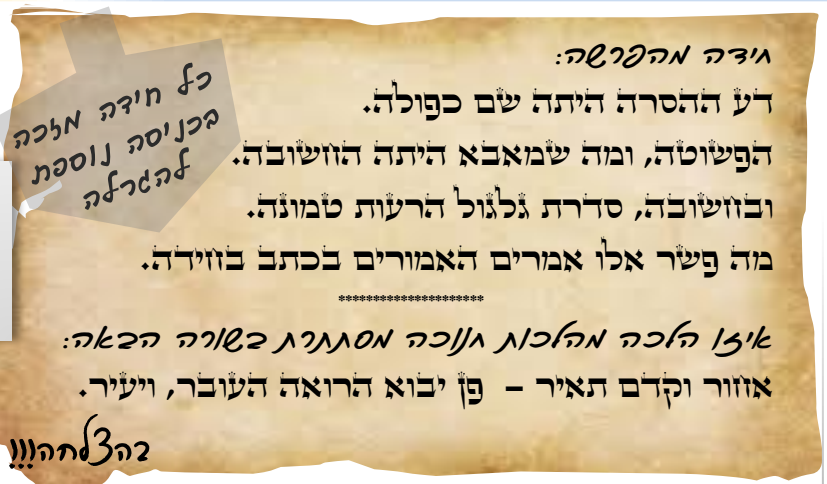 חידה מהפרשה:
דע ההסרה היתה שם כפולה.
הפשוטה, ומה שמאבא היתה החשובה.
ובחשובה, סדרת גלגול הרעות טמונה.
מה פשר אלו אמרים האמורים בכתב בחידה.
*********************
איזו הלכה מהלכות חנוכה מסתתרת בשורה הבאה:
אחור וקדם תאיר – פן יבוא הרואה העובר, ויעיר.
בהצלחה!!!
כל חידה מזכה
בכניסה נוספת
להגרלה